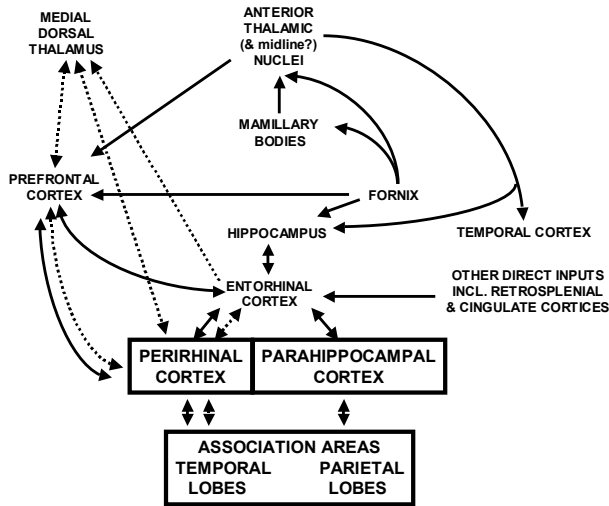 MEDIAL
DORSAL
THALAMUS
ANTERIOR
THALAMIC
(& midline?)
NUCLEI
MAMILLARY
BODIES
PREFRONTAL
CORTEX
FORNIX
HIPPOCAMPUS
TEMPORAL CORTEX
ENTORHINAL
CORTEX
OTHER DIRECT INPUTS
INCL. RETROSPLENIAL
& CINGULATE CORTICES
PERIRHINAL
CORTEX
PARAHIPPOCAMPAL
CORTEX
ASSOCIATION AREAS
TEMPORAL PARIETAL
LOBES LOBES